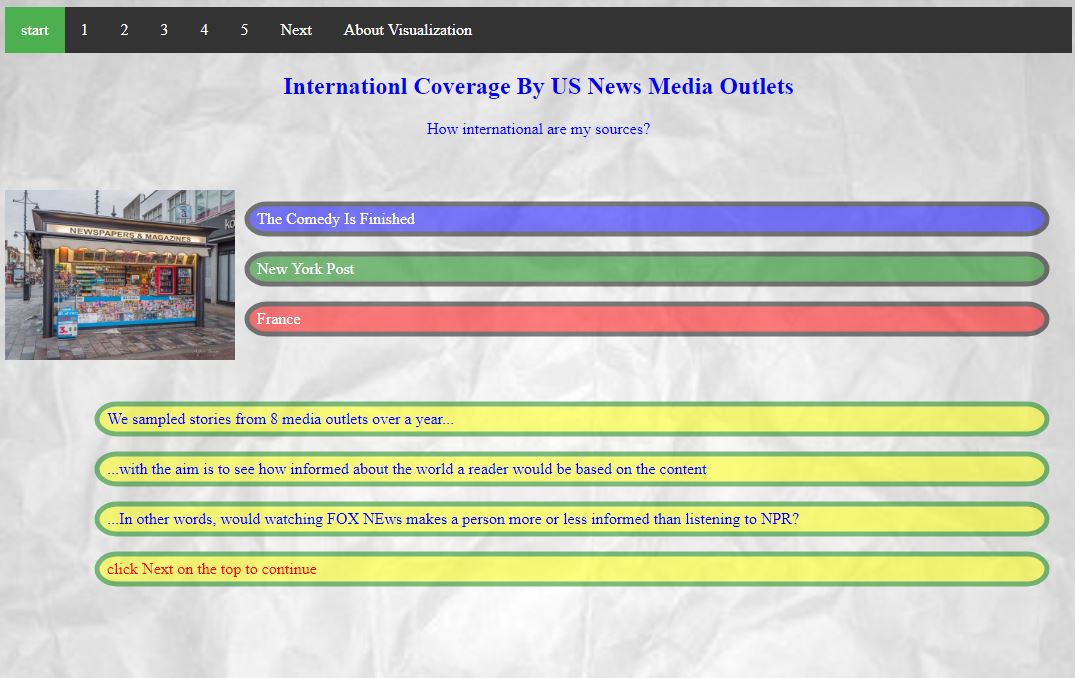 start 1 2 3 4 5 Next About Visualization
Internationl Coverage By US News Media Outlets
How international are my sources?
NEWSPAPERS & MAGAZINES
The Comedy Is Finished
New York Post
France
We sampled stories from 8 media outlets over a year...
...with the aim is to see how informed about the world a reader would be based on the content
...In other words, would watching FOX NEws makes a person more or less informed than listening to NPR?
click Next on the top to continue